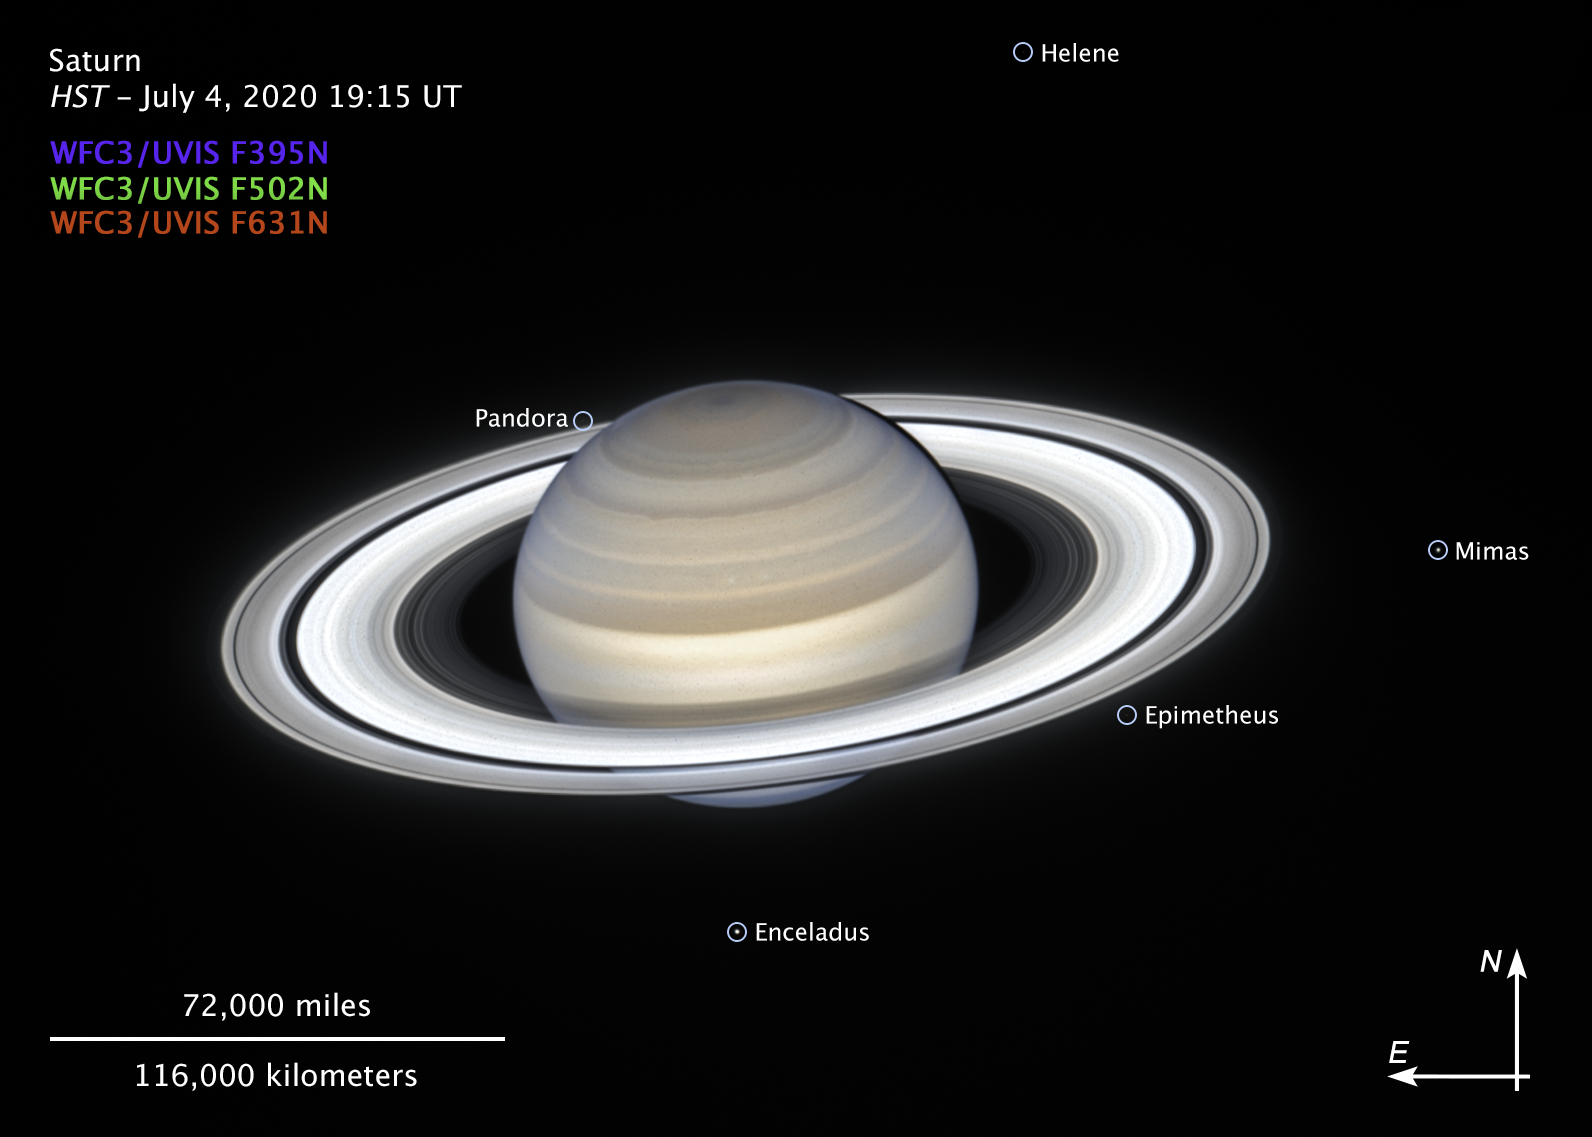 Saturn
HST – July 4, 2020 19:15 UT
WFC3/UVIS F395N
WFC3/UVIS F502N
WFC3/UVIS F631N
Helene
Pandora
Mimas
Epimetheus
Enceladus
72,000 miles
116,000 kilometers
N
E